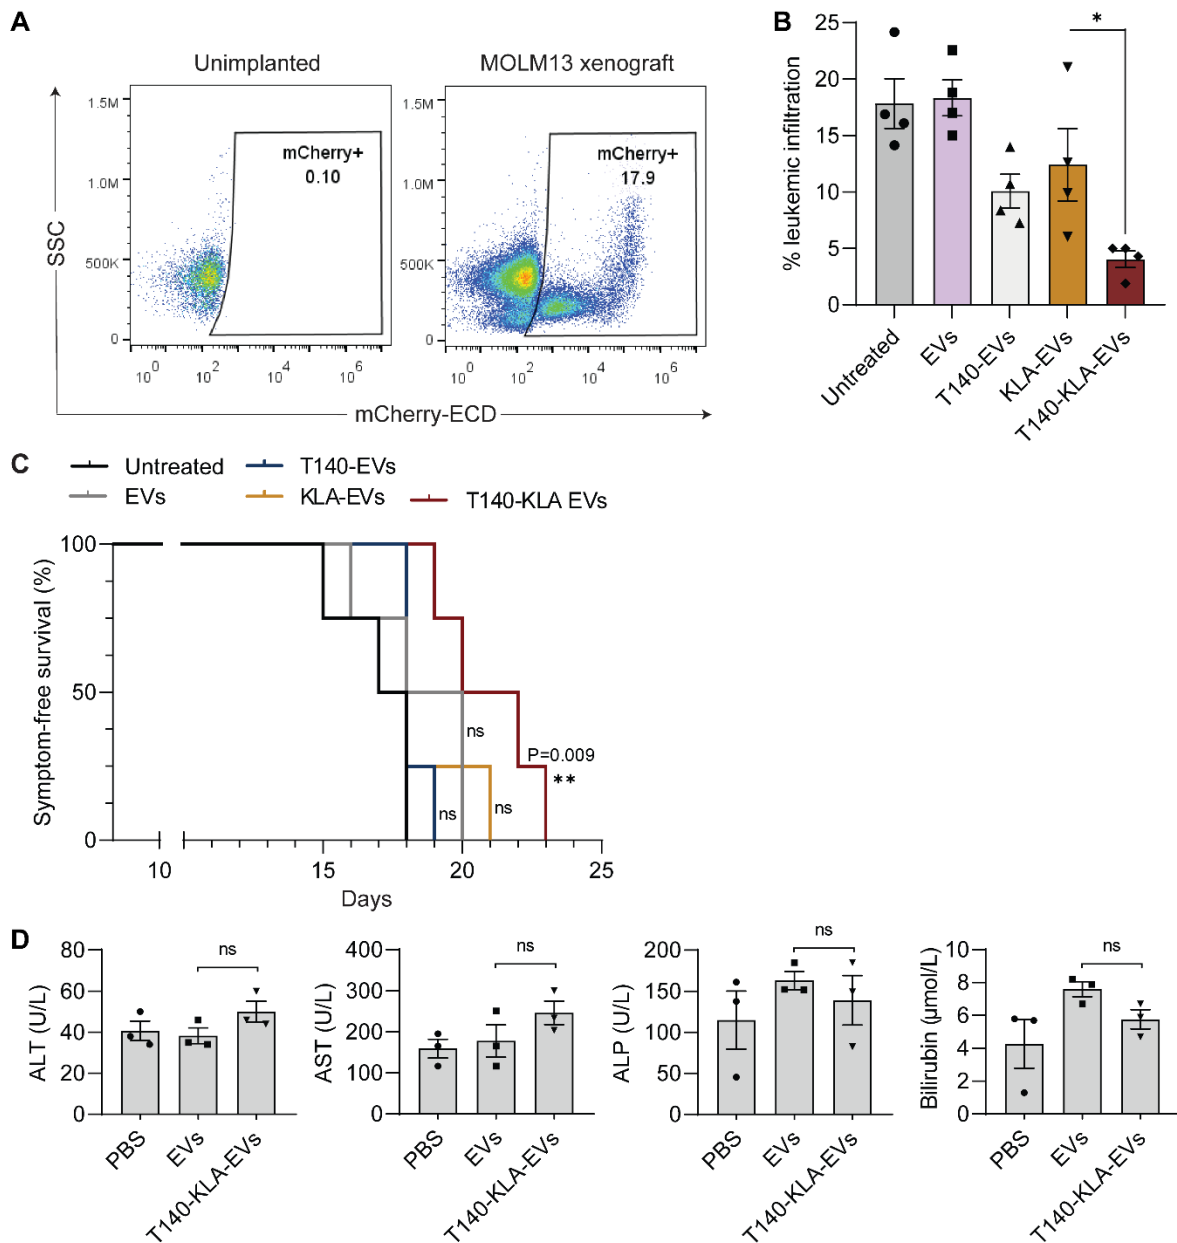 A
Unimplanted
MOLM13 xenograft
SSC
1.5M
1.0M
500K
0
mCherry+
0.10
10^0 10^2 10^4 10^6
1.5M
1.0M
500K
0
mCherry+
17.9
10^0 10^2 10^4 10^6
mCherry-ECD
B
% leukemic infiltration
25
20
15
10
5
0
*
Untreated
EVs
T140-EVs
KLA-EVs
T140-KLA-EVs
C
Untreated
T140-EVs
EVs
KLA-EVs
T140-KLA EVs
Symptom-free survival (%)
100
50
0
ns
P=0.009
**
ns
ns
10 15 20 25
Days
D
ALT (U/L)
80
60
40
20
0
ns
PBS
EVs
T140-KLA-EVs
AST (U/L)
400
300
200
100
0
ns
PBS
EVs
T140-KLA-EVs
ALP (U/L)
200
150
100
50
0
ns
PBS
EVs
T140-KLA-EVs
Bilirubin (μmol/L)
10
8
6
4
2
0
ns
PBS
EVs
T140-KLA-EVs